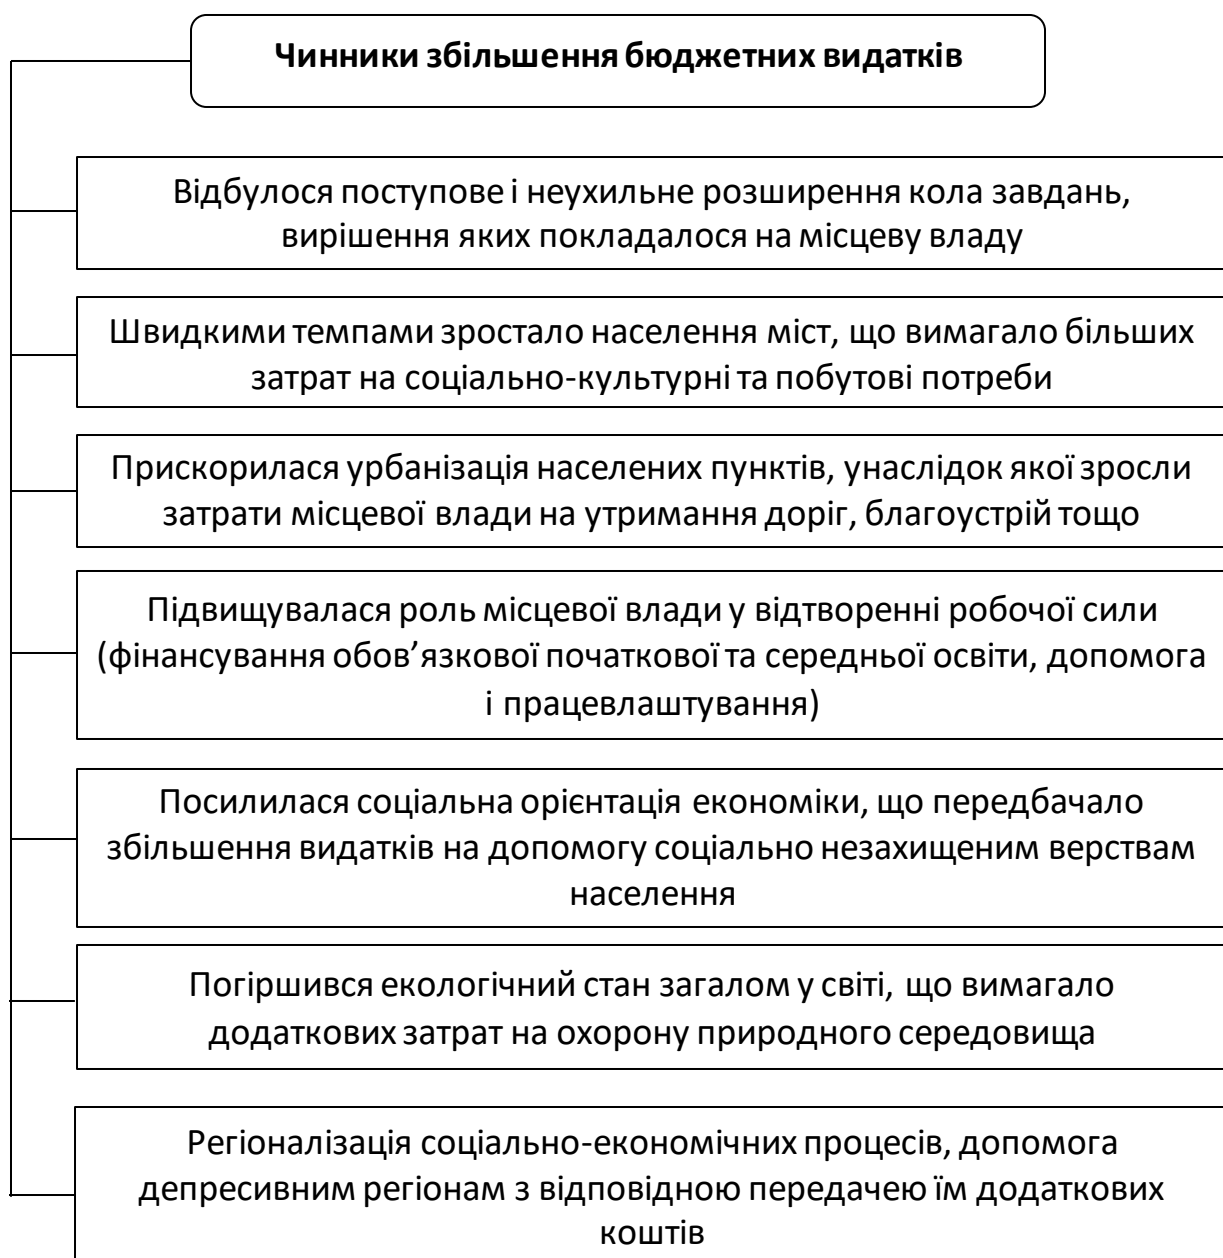 Чинники збільшення бюджетних видатків
Відбулося поступове і неухильне розширення кола завдань,
вирішення яких покладалося на місцеву владу
Швидкими темпами зростало населення міст, що вимагало більших
затрат на соціально-культурні та побутові потреби
Прискорилася урбанізація населених пунктів, унаслідок якої зросли
затрати місцевої влади на утримання доріг, благоустрій тощо
Підвищувалася роль місцевої влади у відтворенні робочої сили
(фінансування обов’язкової початкової та середньої освіти, допомога
і працевлаштування)
Посилилася соціальна орієнтація економіки, що передбачало
збільшення видатків на допомогу соціально незахищеним верствам
населення
Погіршився екологічний стан загалом у світі, що вимагало
додаткових затрат на охорону природного середовища
Регіоналізація соціально-економічних процесів, допомога
депресивним регіонам з відповідною передачею їм додаткових
коштів